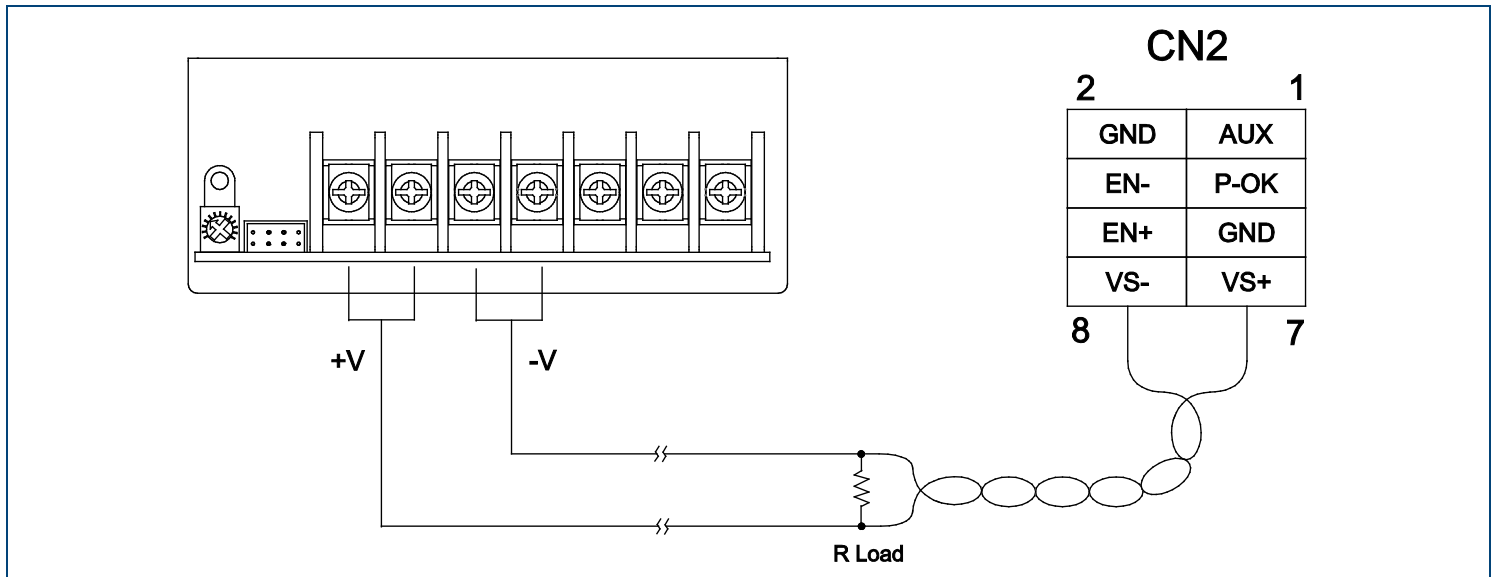 CN2
2 1
GND AUX
EN- P-OK
EN+ GND
VS- VS+
8 7
+V -V
R Load